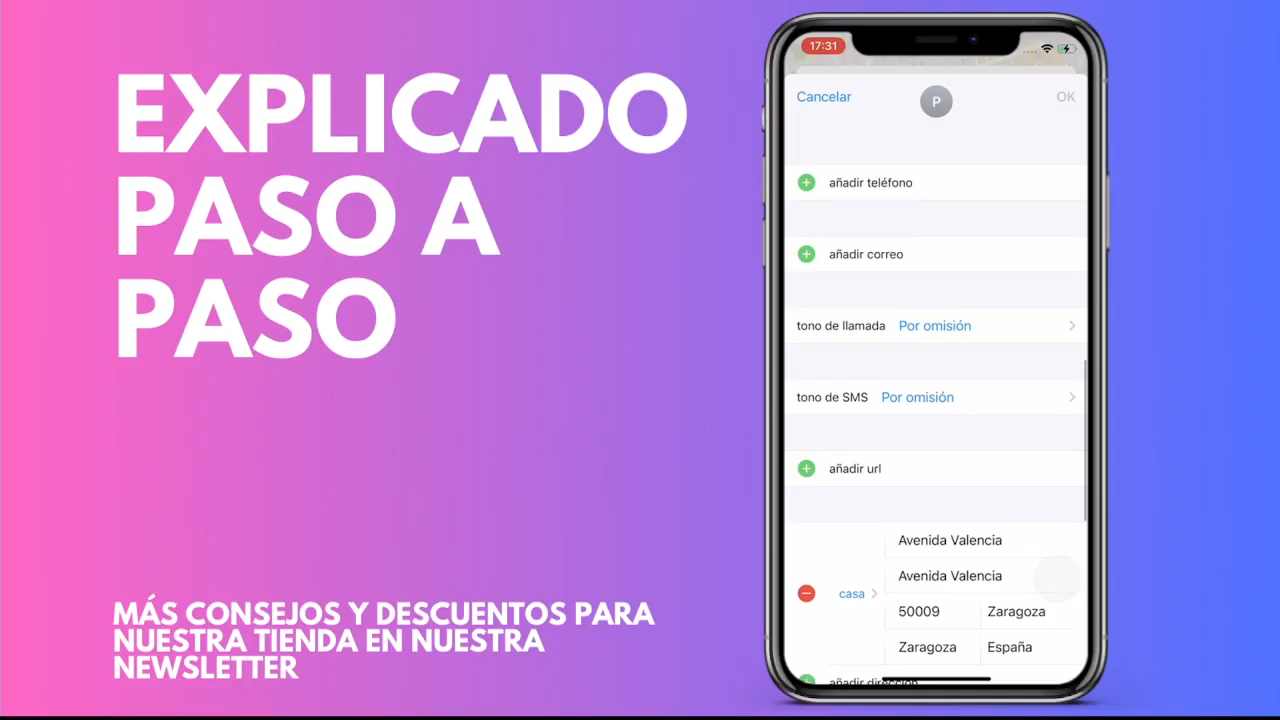 EXPLICADO
PASO A
PASO
MÁS CONSEJOS Y DESCUENTOS PARA
NUESTRA TIENDA EN NUESTRA
NEWSLETTER
17:31
Cancelar
P
OK
añadir teléfono
añadir correo
tono de llamada Por omisión
tono de SMS Por omisión
añadir url
Avenida Valencia
Avenida Valencia
casa
50009 Zaragoza
Zaragoza España
añadir dirección